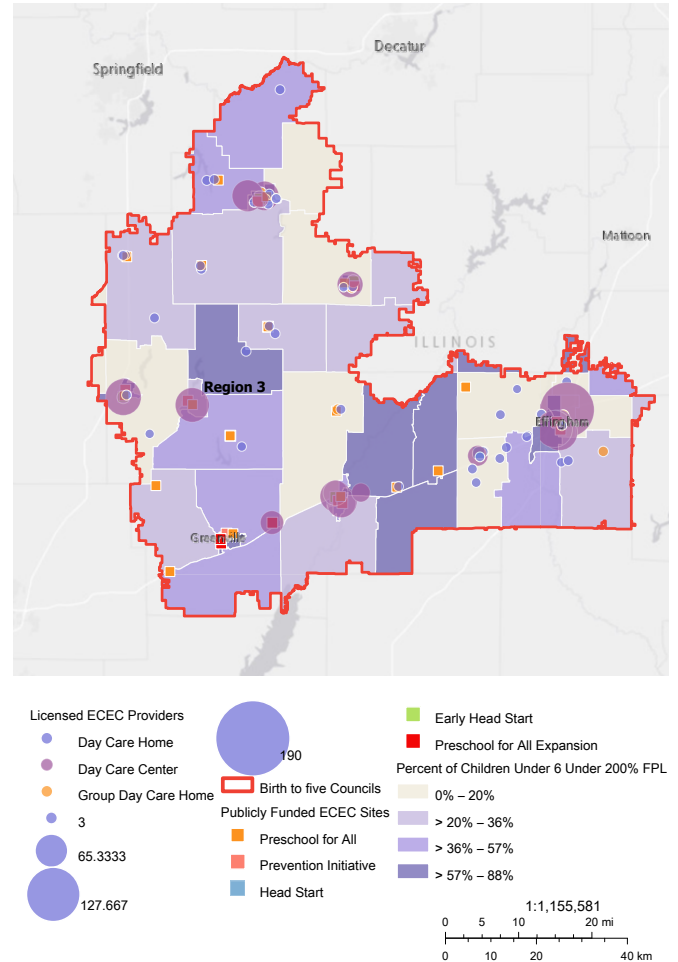 Decatur
Springfield
Mattoon
ILLINOIS
Region 3
Effingham
Greenville
Licensed ECEC Providers
Day Care Home
Day Care Center
Group Day Care Home
3
65.3333
127.667
190
Birth to five Councils
Publicly Funded ECEC Sites
Preschool for All
Prevention Initiative
Head Start
Early Head Start
Preschool for All Expansion
Percent of Children Under 6 Under 200% FPL
0% – 20%
> 20% – 36%
> 36% – 57%
> 57% – 88%
1:1,155,581
0 5 10 20 mi
0 10 20 40 km